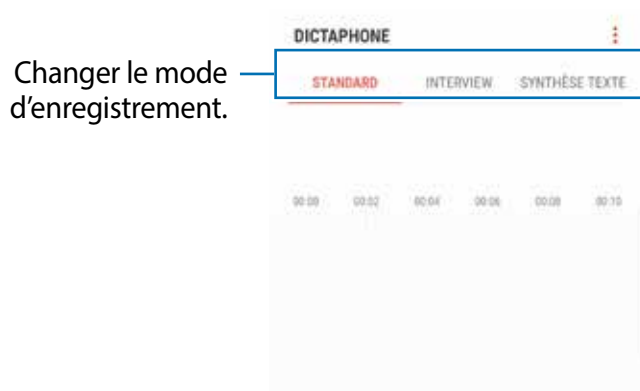 DICTAPHONE
Changer le mode
d'enregistrement.
STANDARD INTERVIEW SYNTHÈSE TEXTE
00:00 00:02 00:04 00:06 00:08 00:10